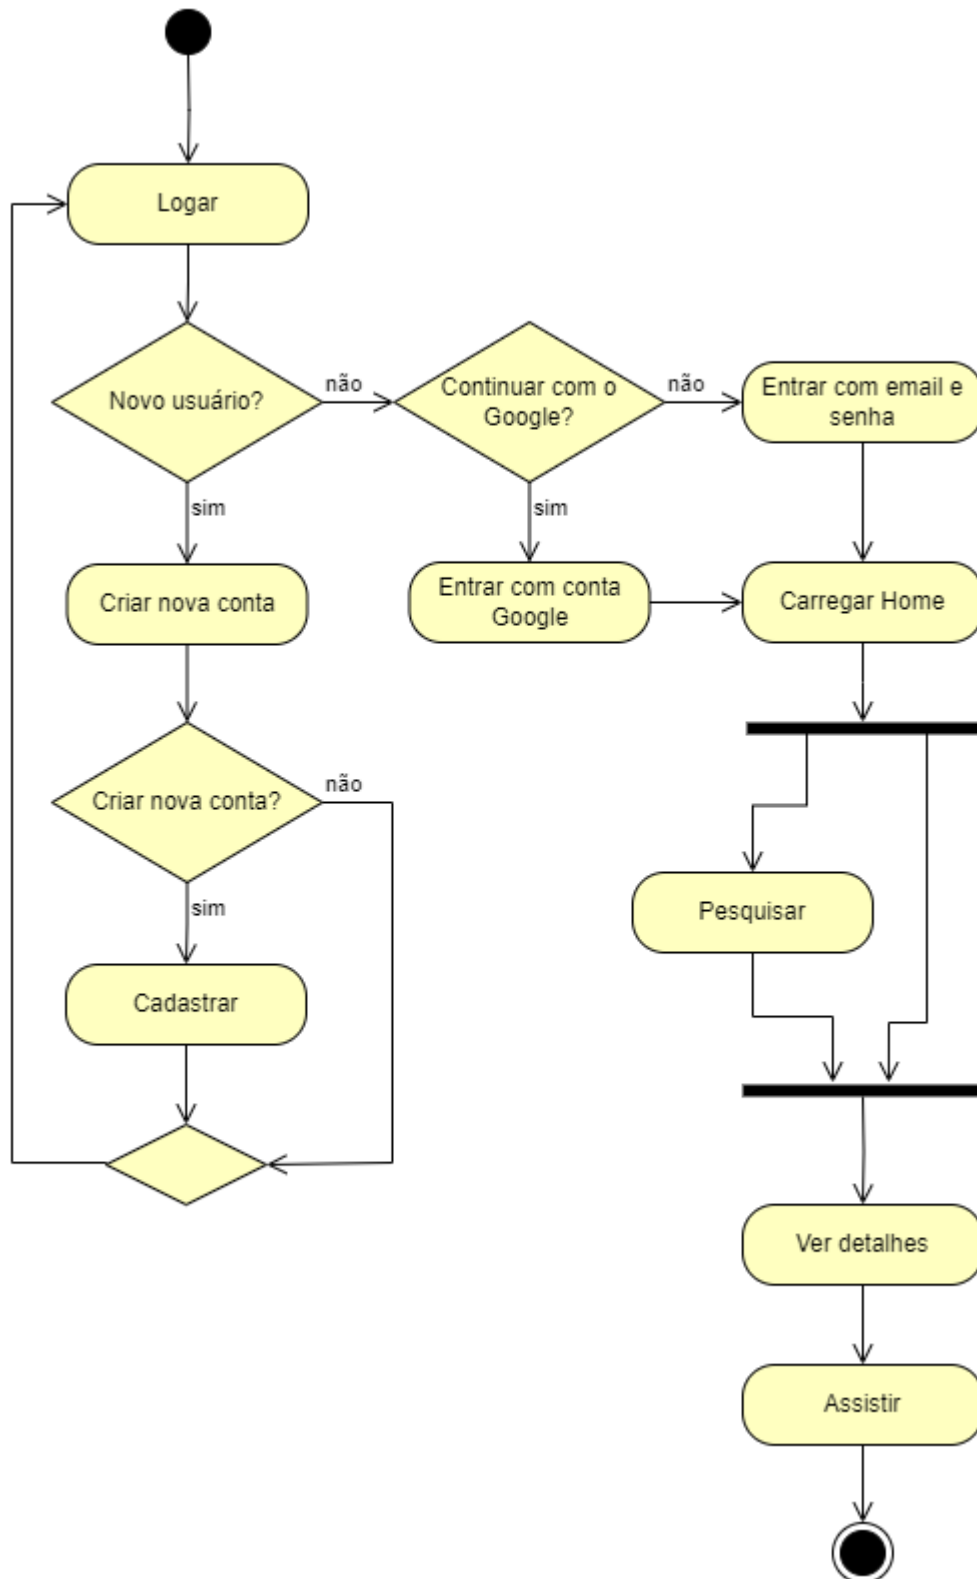 Logar
Novo usuário?
não
Continuar com o
Google?
não
Entrar com email e
senha
sim
sim
Criar nova conta
Entrar com conta
Google
Carregar Home
Criar nova conta?
não
sim
Pesquisar
Cadastrar
Ver detalhes
Assistir